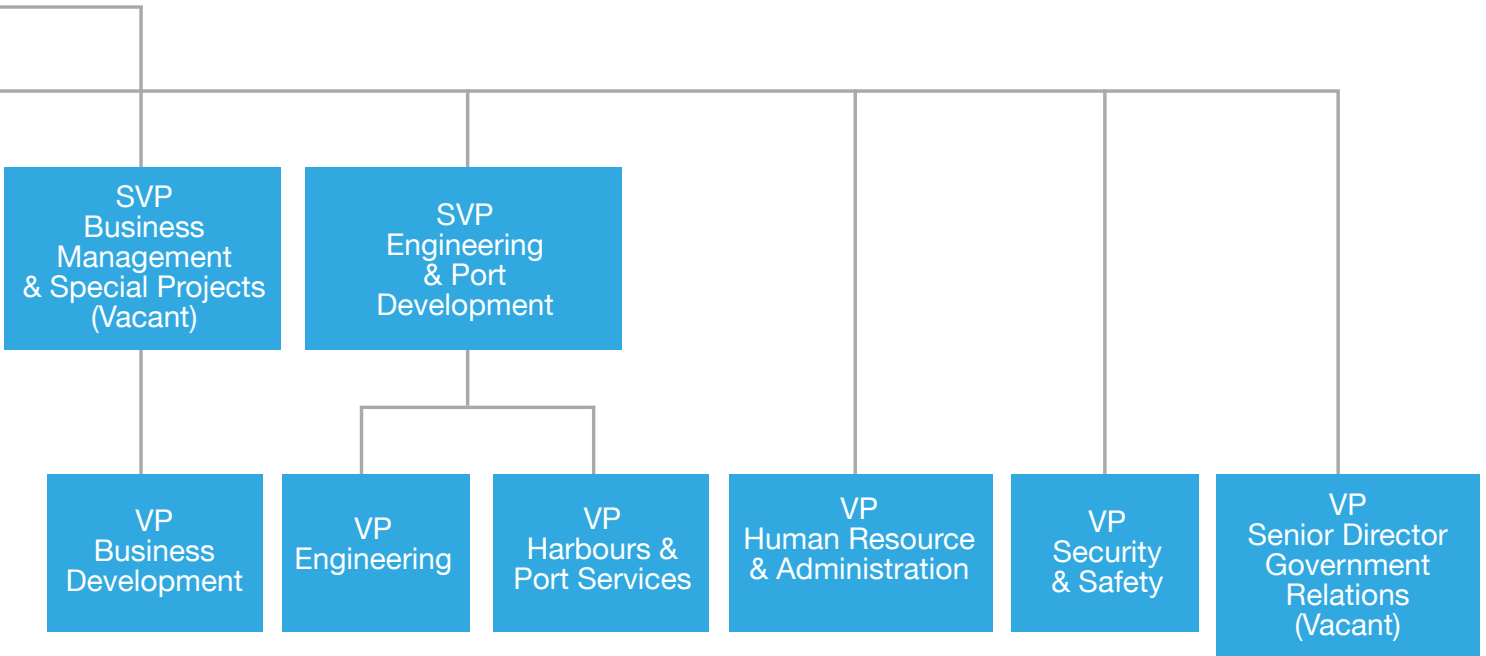 SVP
Business
Management
& Special Projects
(Vacant)
SVP
Engineering
& Port
Development
VP
Business
Development
VP
Engineering
VP
Harbours &
Port Services
VP
Human Resource
& Administration
VP
Security
& Safety
VP
Senior Director
Government
Relations
(Vacant)